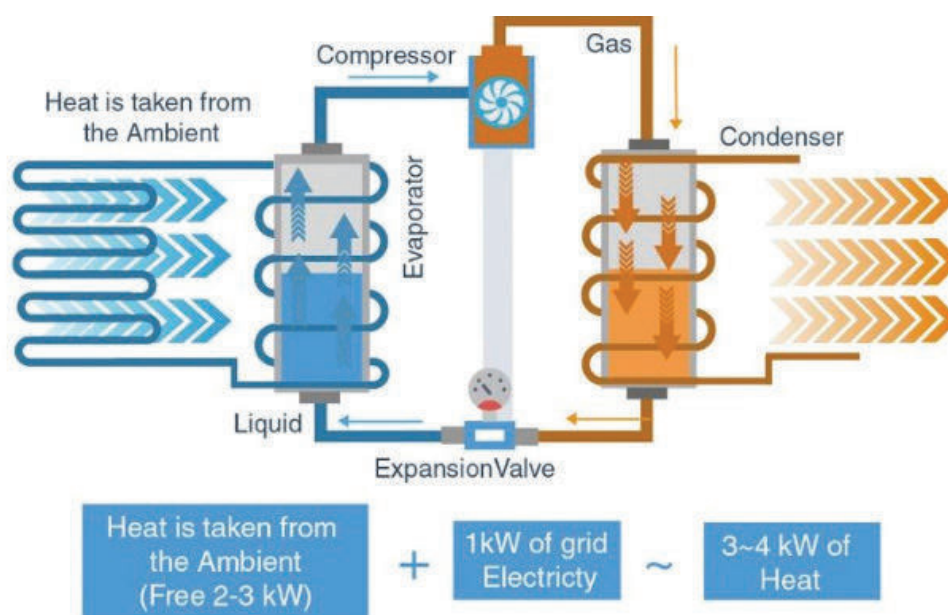 Compressor
Gas
Heat is taken from
the Ambient
Condenser
Evaporator
Liquid
ExpansionValve
Heat is taken from
the Ambient
(Free 2-3 kW)
+
1kW of grid
Electricty
~
3~4 kW of
Heat